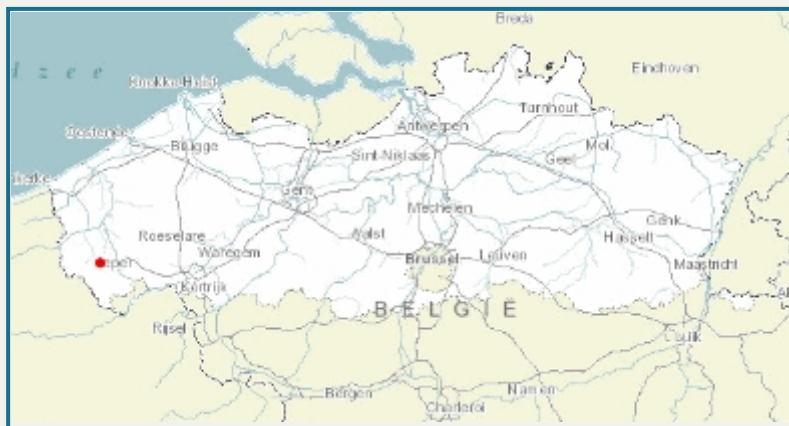 Breda
d z e e
Eindhoven
Knokke-Heist
Turnhout
Oostende
Antwerpen
Brugge
Mol
Sint-Niklaas
Geel
Gent
Mechelen
Roeselare
Aalst
Genk
Hasselt
Waregem
Leuven
Brussel
Maastricht
Kortrijk
BELGIË
Rijsel
Luik
Bergen
Namen
Charleroi